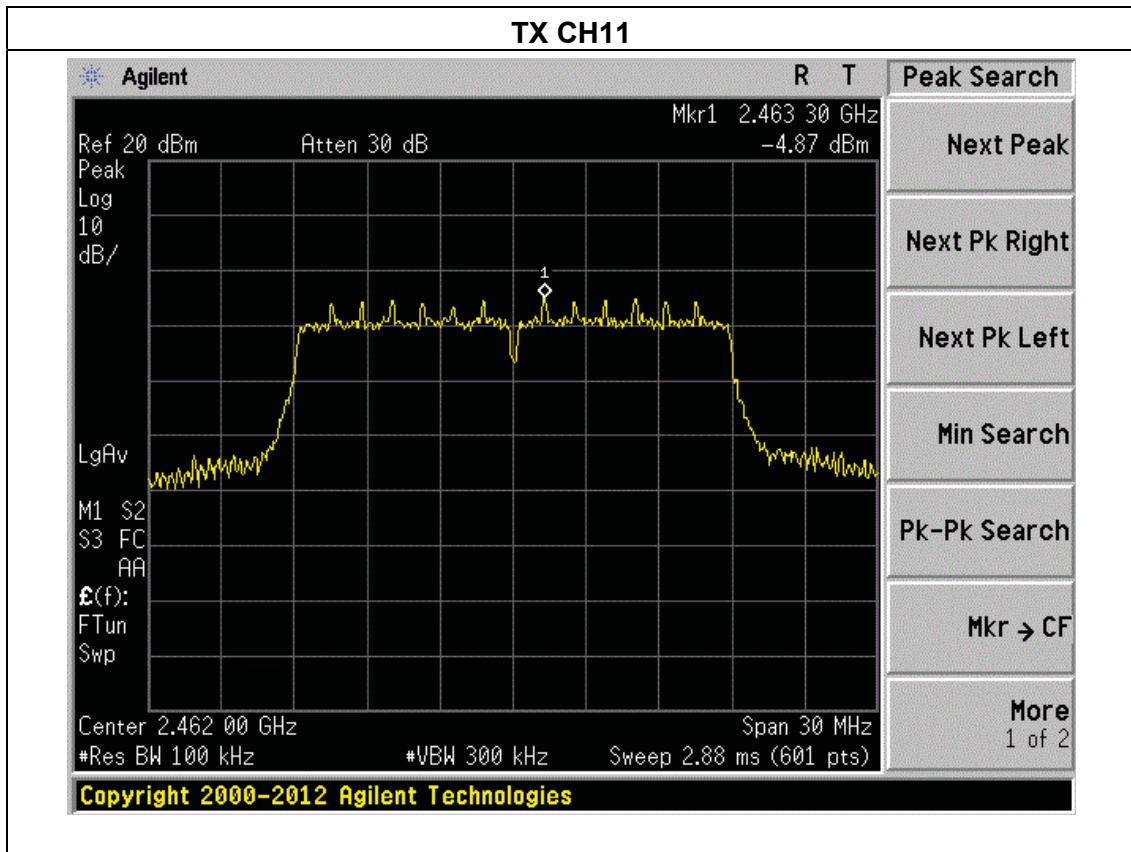 TX CH11
Agilent R T Peak Search
Mkr1 2.463 30 GHz
Ref 20 dBm Atten 30 dB -4.87 dBm
Peak
Log
10
dB/
1
LgAv
M1 S2
S3 FC
AA
£(f):
FTun
Swp
Center 2.462 00 GHz Span 30 MHz
#Res BW 100 kHz #VBW 300 kHz Sweep 2.88 ms (601 pts)
Copyright 2000-2012 Agilent Technologies
Next Peak
Next Pk Right
Next Pk Left
Min Search
Pk-Pk Search
Mkr → CF
More
1 of 2